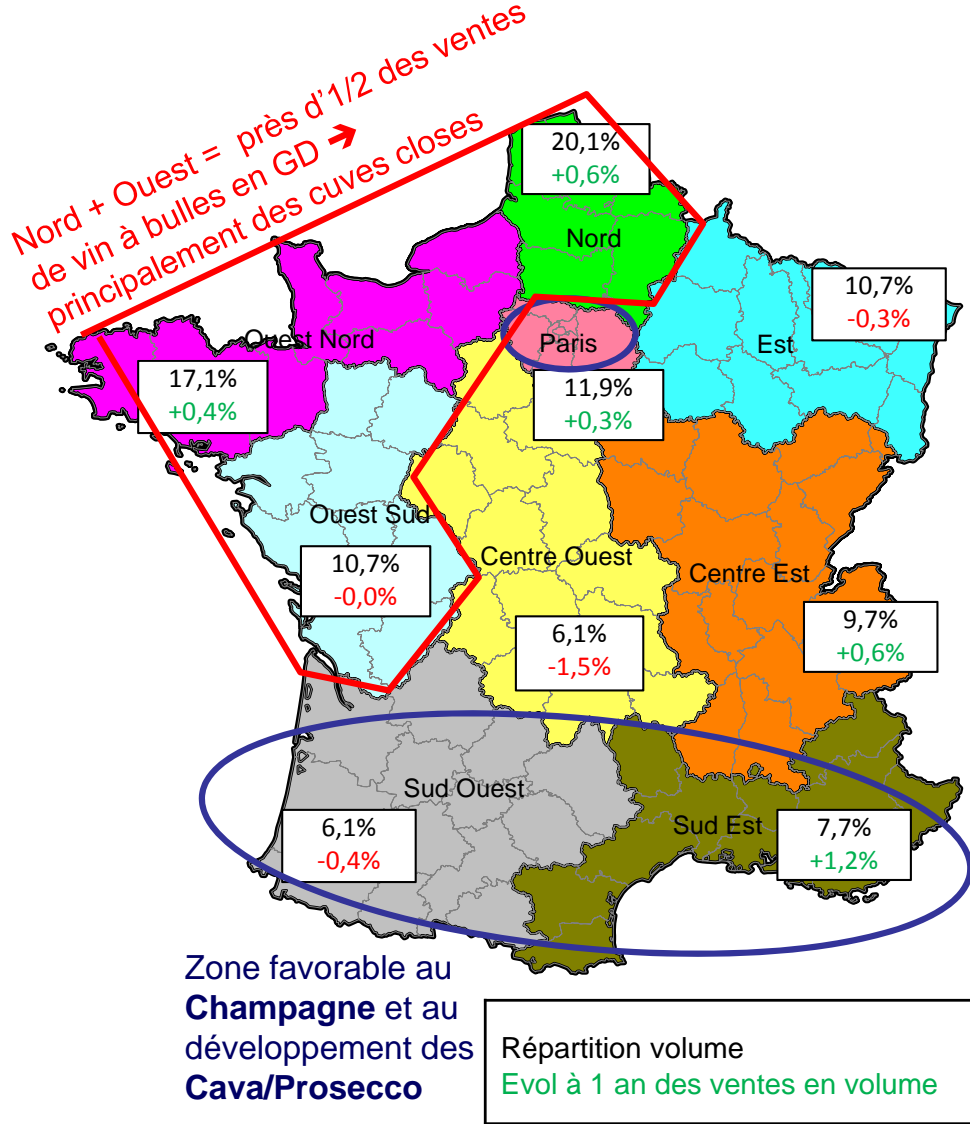 Nord + Ouest = près d'1/2 des ventes
de vin à bulles en GD ➔
principalement des cuves closes
20,1%
+0,6%
Nord
10,7%
-0,3%
Est
Ouest Nord
17,1%
+0,4%
Paris
11,9%
+0,3%
Ouest Sud
10,7%
-0,0%
Centre Ouest
6,1%
-1,5%
Centre Est
9,7%
+0,6%
Sud Ouest
6,1%
-0,4%
Sud Est
7,7%
+1,2%
Zone favorable au
Champagne et au
développement des
Cava/Prosecco
Répartition volume
Evol à 1 an des ventes en volume